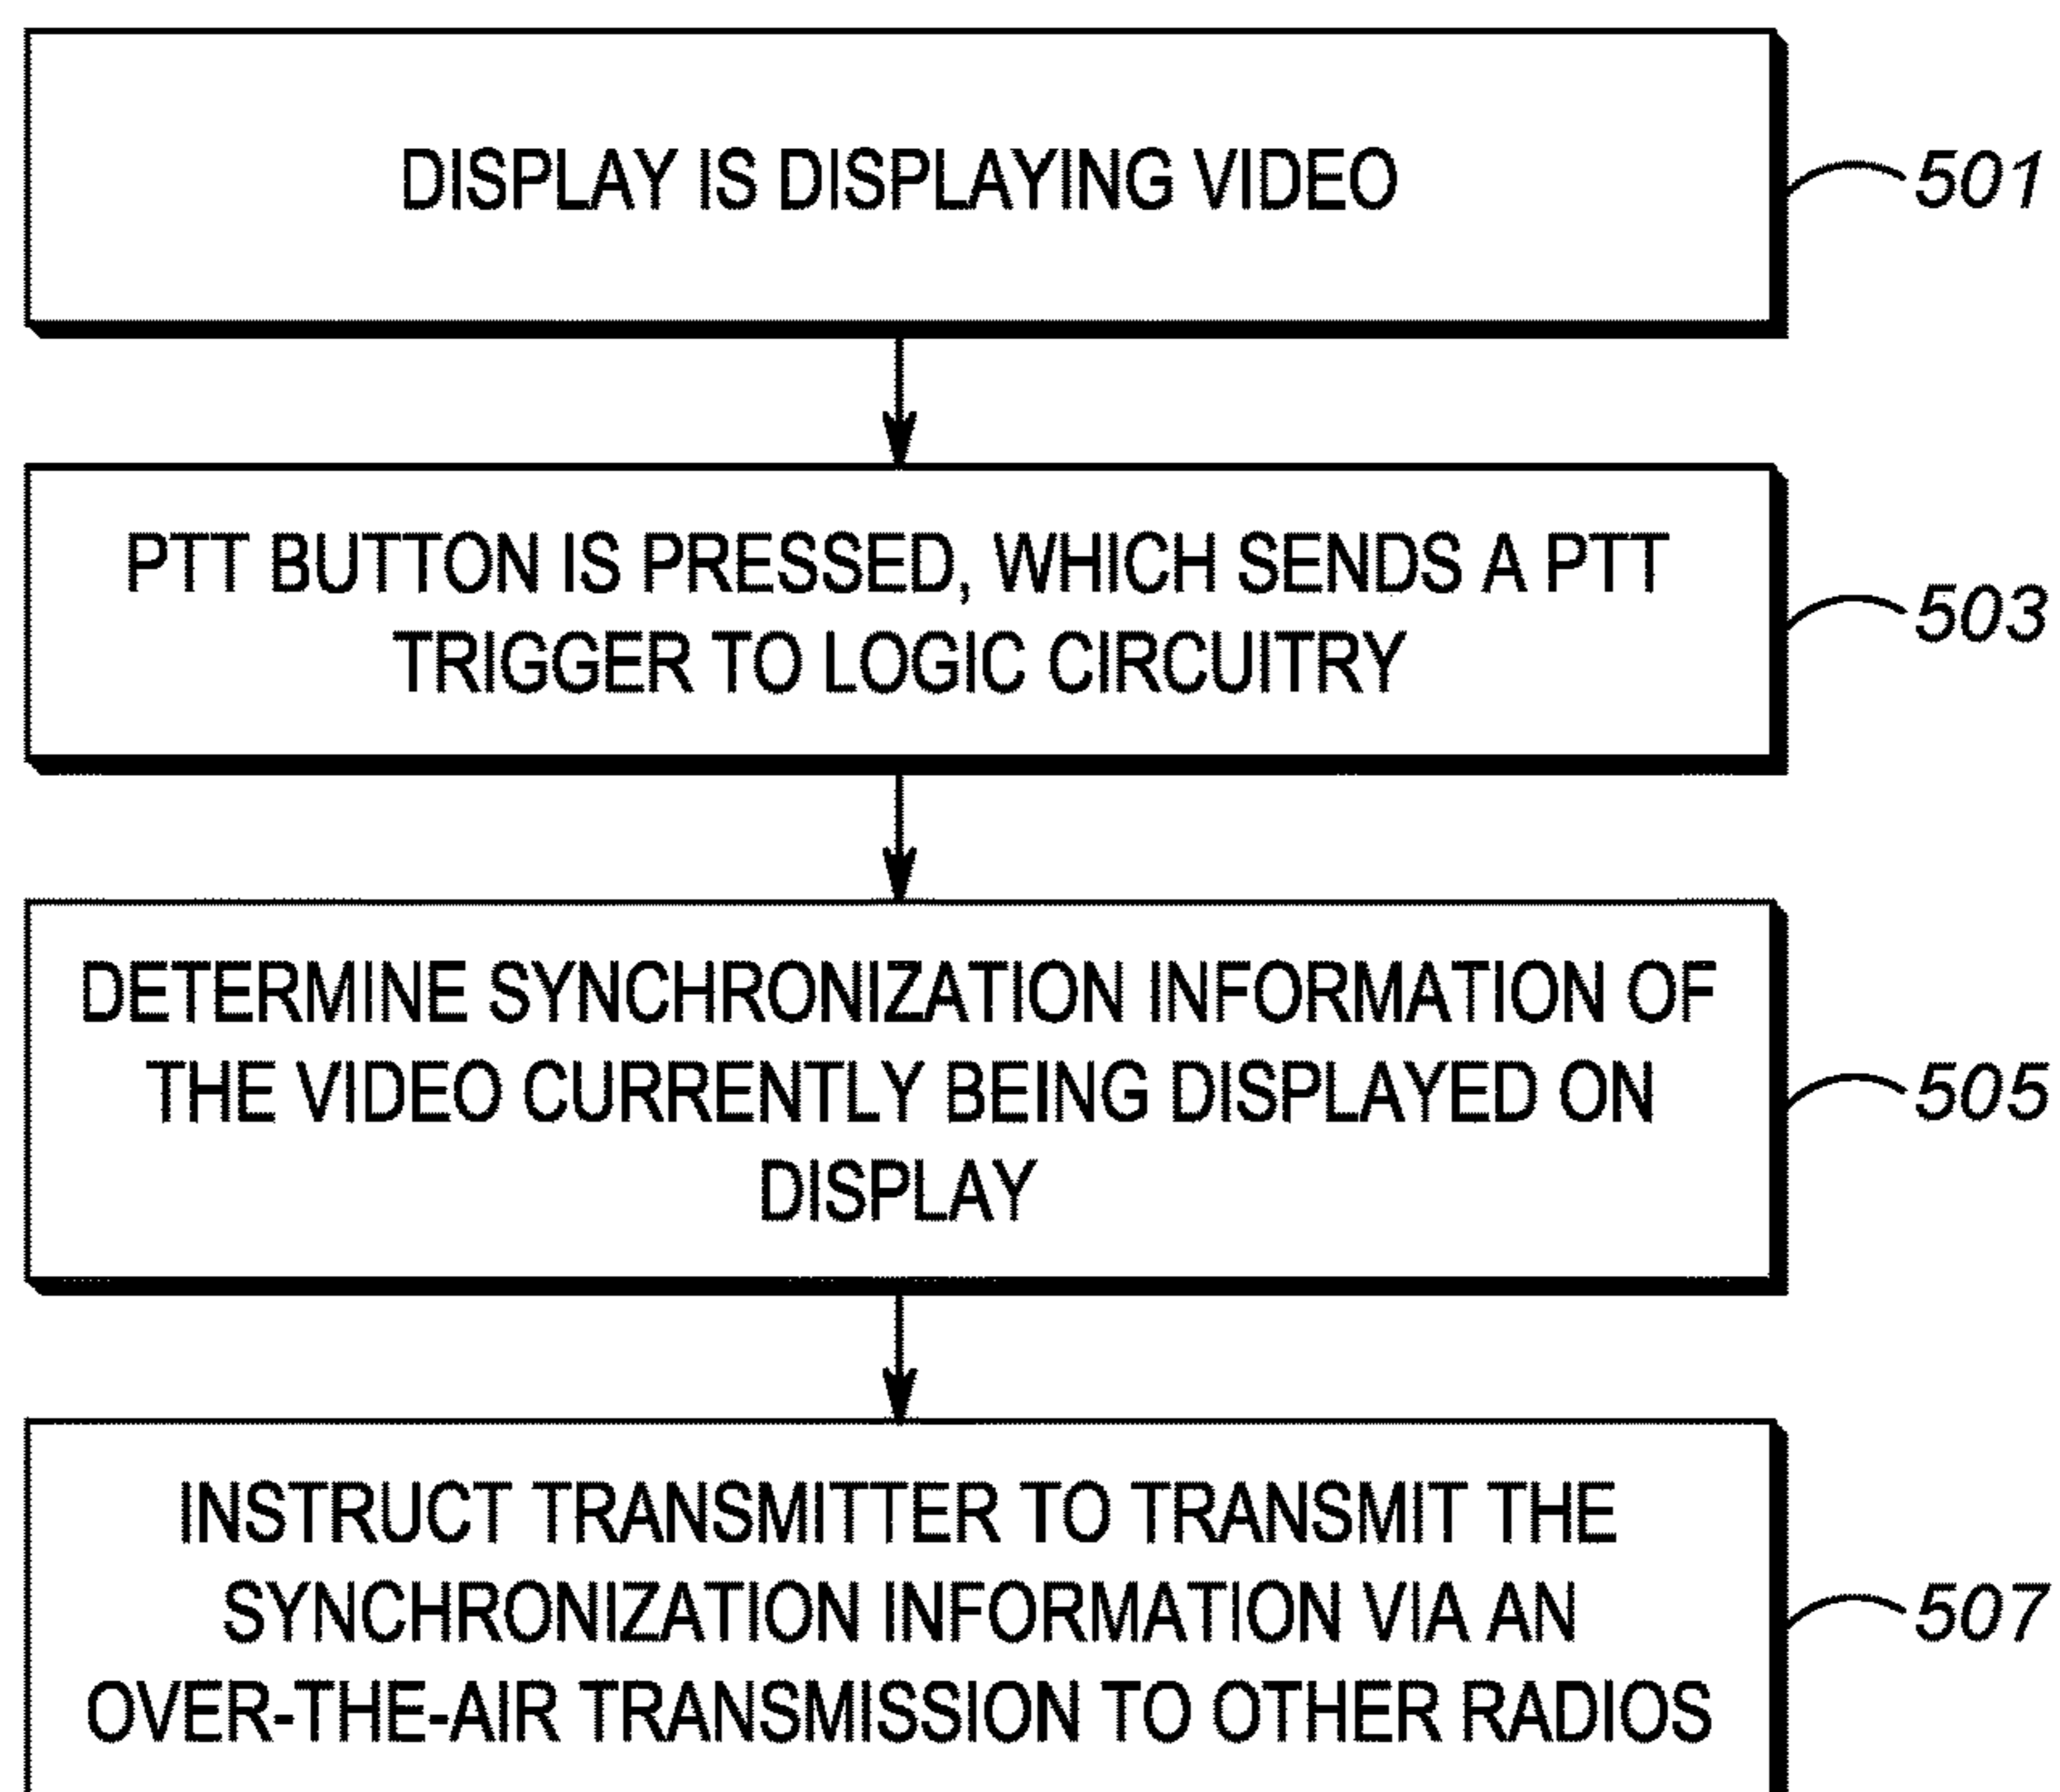 DISPLAY IS DISPLAYING VIDEO
501
PTT BUTTON IS PRESSED, WHICH SENDS A PTT
TRIGGER TO LOGIC CIRCUITRY
503
DETERMINE SYNCHRONIZATION INFORMATION OF
THE VIDEO CURRENTLY BEING DISPLAYED ON
DISPLAY
505
INSTRUCT TRANSMITTER TO TRANSMIT THE
SYNCHRONIZATION INFORMATION VIA AN
OVER-THE-AIR TRANSMISSION TO OTHER RADIOS
507